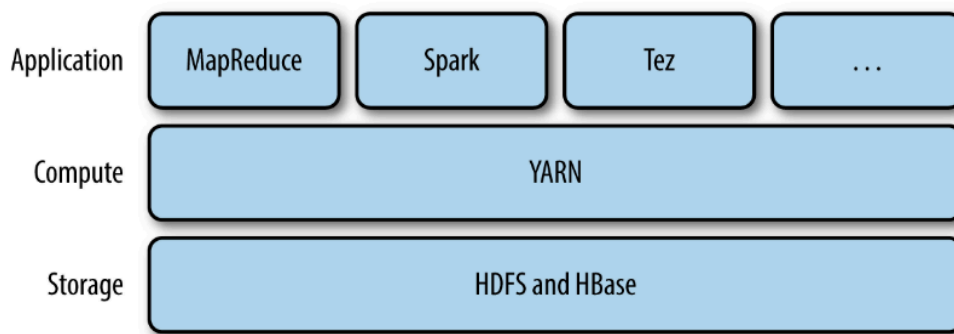 Application MapReduce Spark Tez ...
Compute YARN
Storage HDFS and HBase